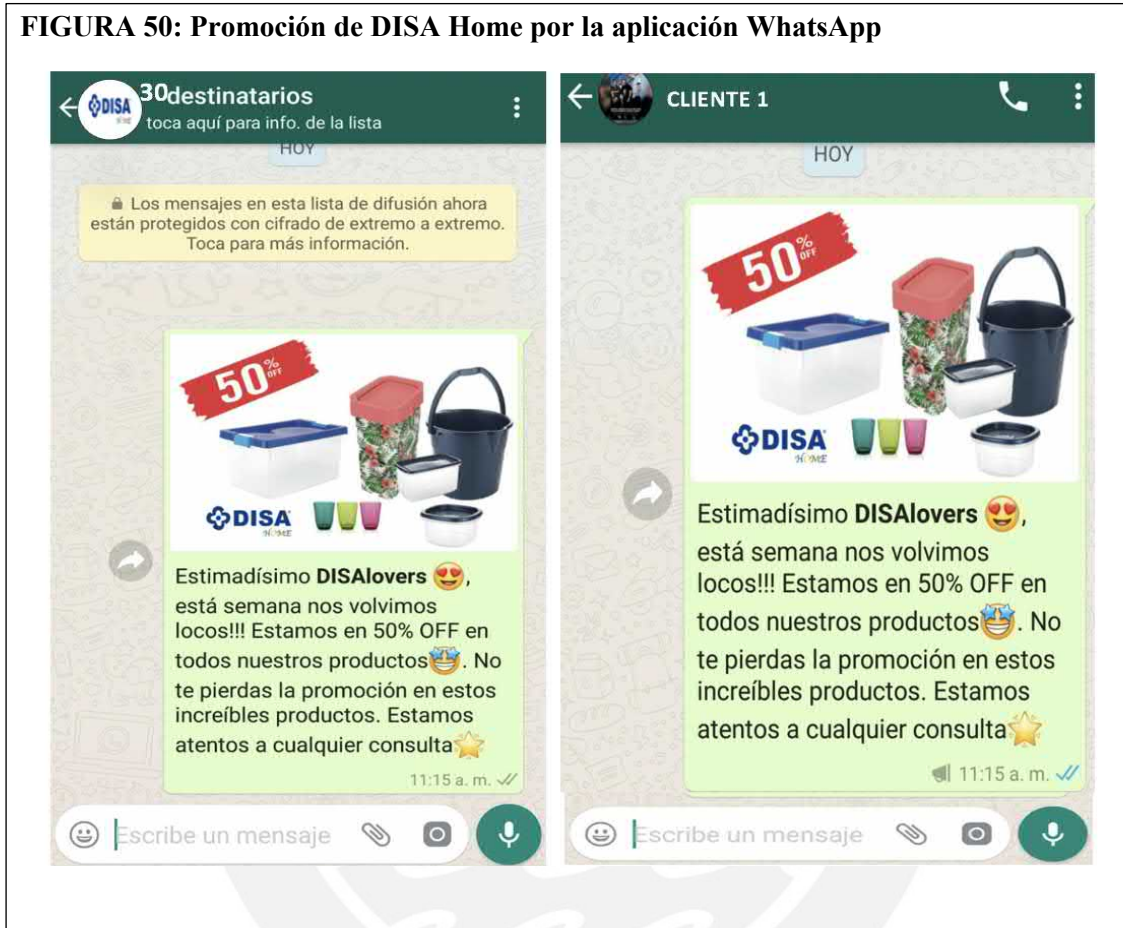 FIGURA 50: Promoción de DISA Home por la aplicación WhatsApp
DISA
HOME
30destinatarios
toca aquí para info. de la lista
HOY
Los mensajes en esta lista de difusión ahora
están protegidos con cifrado de extremo a extremo.
Toca para más información.
50% OFF
DISA
HOME
Estimadísimo DISAlovers 😍,
está semana nos volvimos
locos!!! Estamos en 50% OFF en
todos nuestros productos🤩. No
te pierdas la promoción en estos
increíbles productos. Estamos
atentos a cualquier consulta🌟
11:15 a. m.
Escribe un mensaje
CLIENTE 1
HOY
50% OFF
DISA
HOME
Estimadísimo DISAlovers 😍,
está semana nos volvimos
locos!!! Estamos en 50% OFF en
todos nuestros productos🤩. No
te pierdas la promoción en estos
increíbles productos. Estamos
atentos a cualquier consulta🌟
11:15 a. m.
Escribe un mensaje